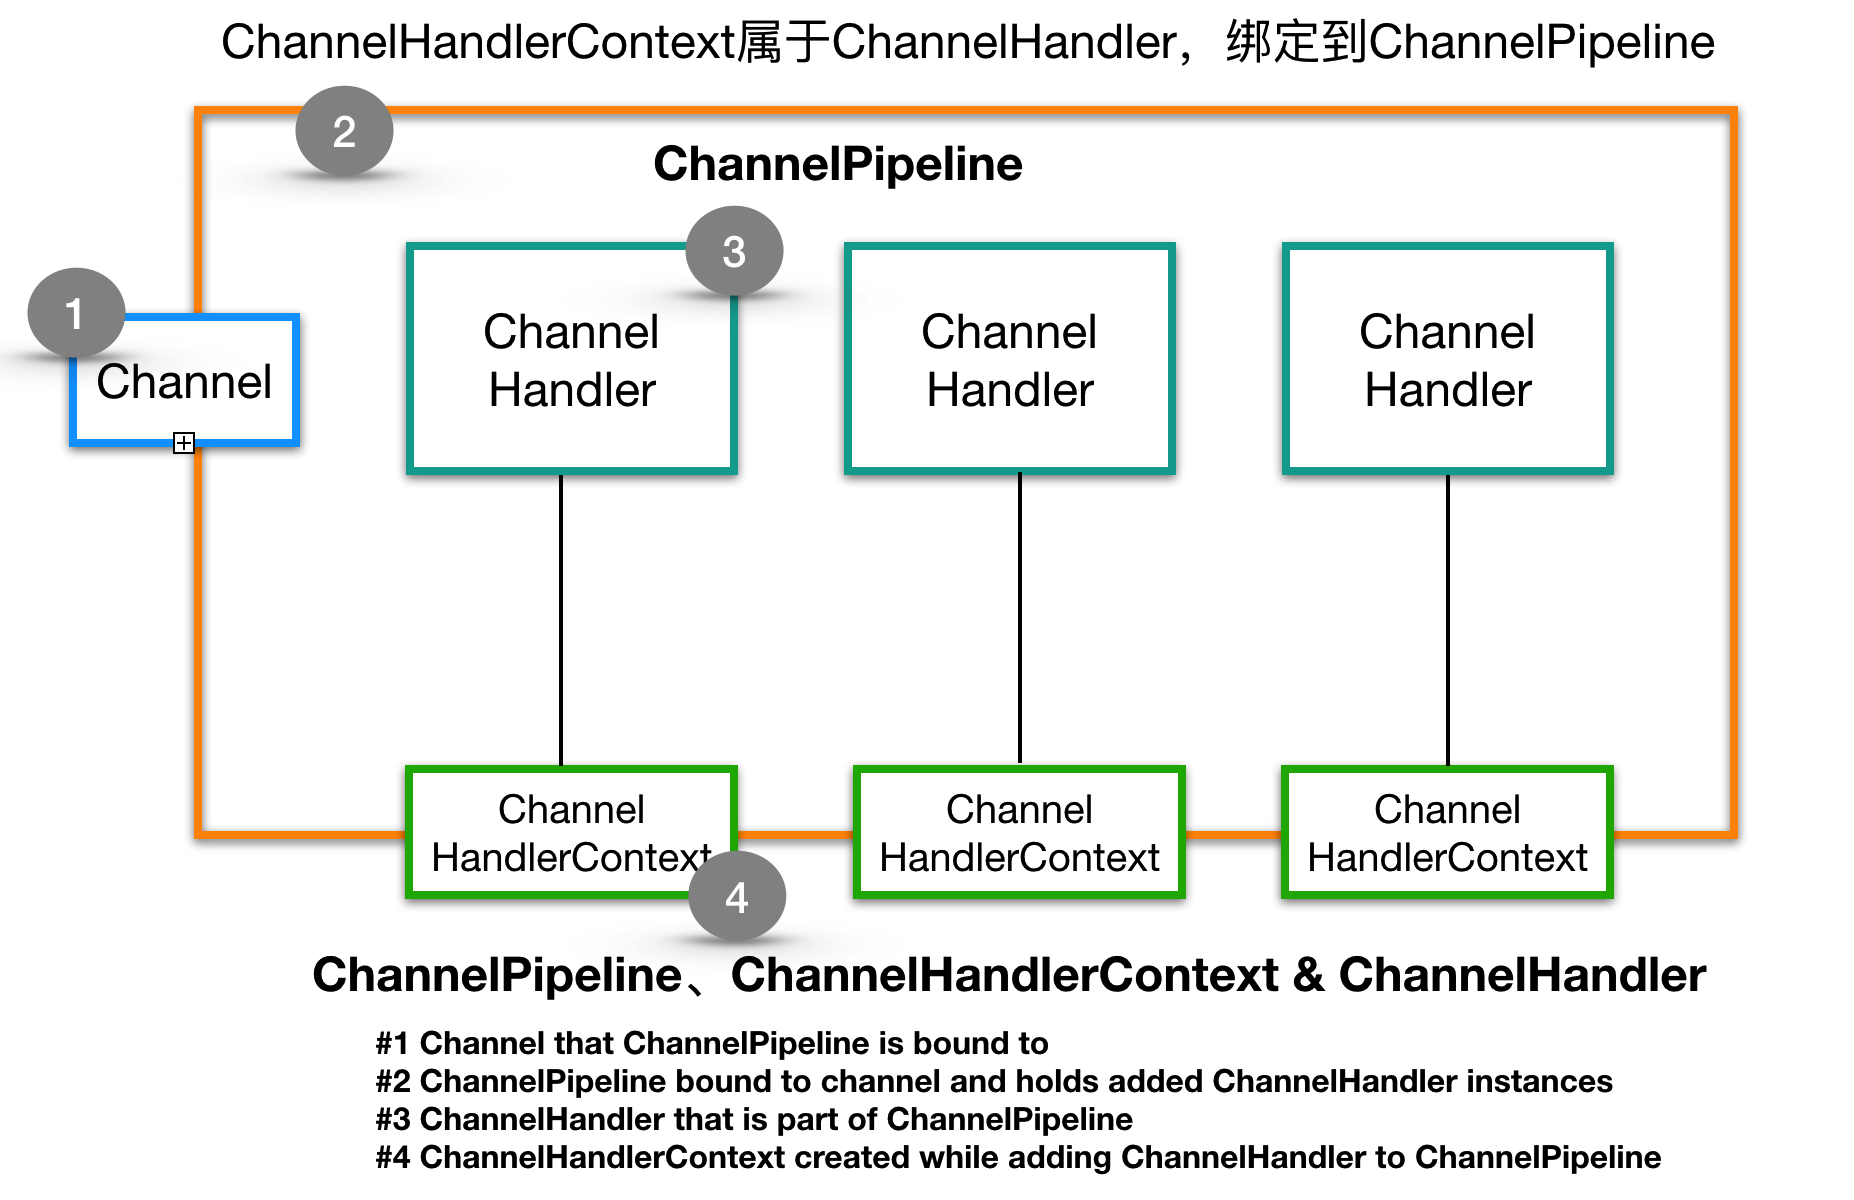 ChannelHandlerContext属于ChannelHandler，绑定到ChannelPipeline
2
ChannelPipeline
3
1
Channel
Channel
Handler
Channel
Handler
Channel
Handler
Channel
HandlerContext
Channel
HandlerContext
Channel
HandlerContext
4
ChannelPipeline、ChannelHandlerContext & ChannelHandler
#1 Channel that ChannelPipeline is bound to
#2 ChannelPipeline bound to channel and holds added ChannelHandler instances
#3 ChannelHandler that is part of ChannelPipeline
#4 ChannelHandlerContext created while adding ChannelHandler to ChannelPipeline